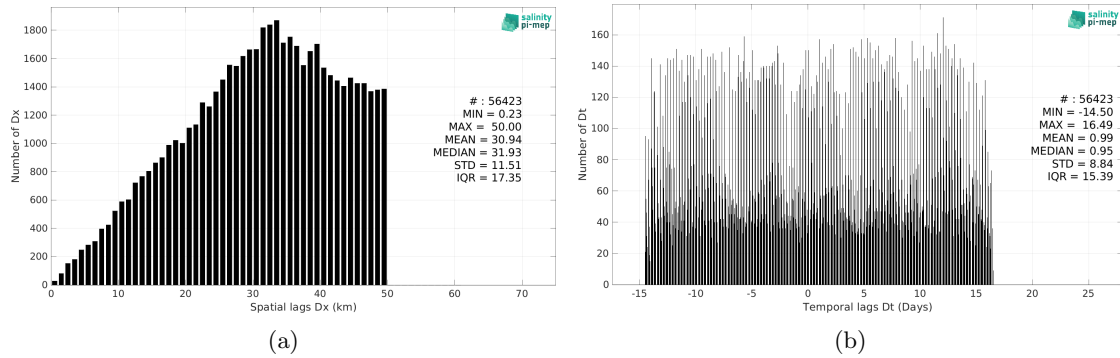 1800
1600
1400
1200
1000
800
600
400
200
0
Number of Dx
salinity
pi-mep
# : 56423
MIN = 0.23
MAX = 50.00
MEAN = 30.94
MEDIAN = 31.93
STD = 11.51
IQR = 17.35
0 10 20 30 40 50 60 70
Spatial lags Dx (km)
(a)
160
140
120
100
80
60
40
20
0
Number of Dt
salinity
pi-mep
# : 56423
MIN = -14.50
MAX = 16.49
MEAN = 0.99
MEDIAN = 0.95
STD = 8.84
IQR = 15.39
-15 -10 -5 0 5 10 15 20 25
Temporal lags Dt (Days)
(b)